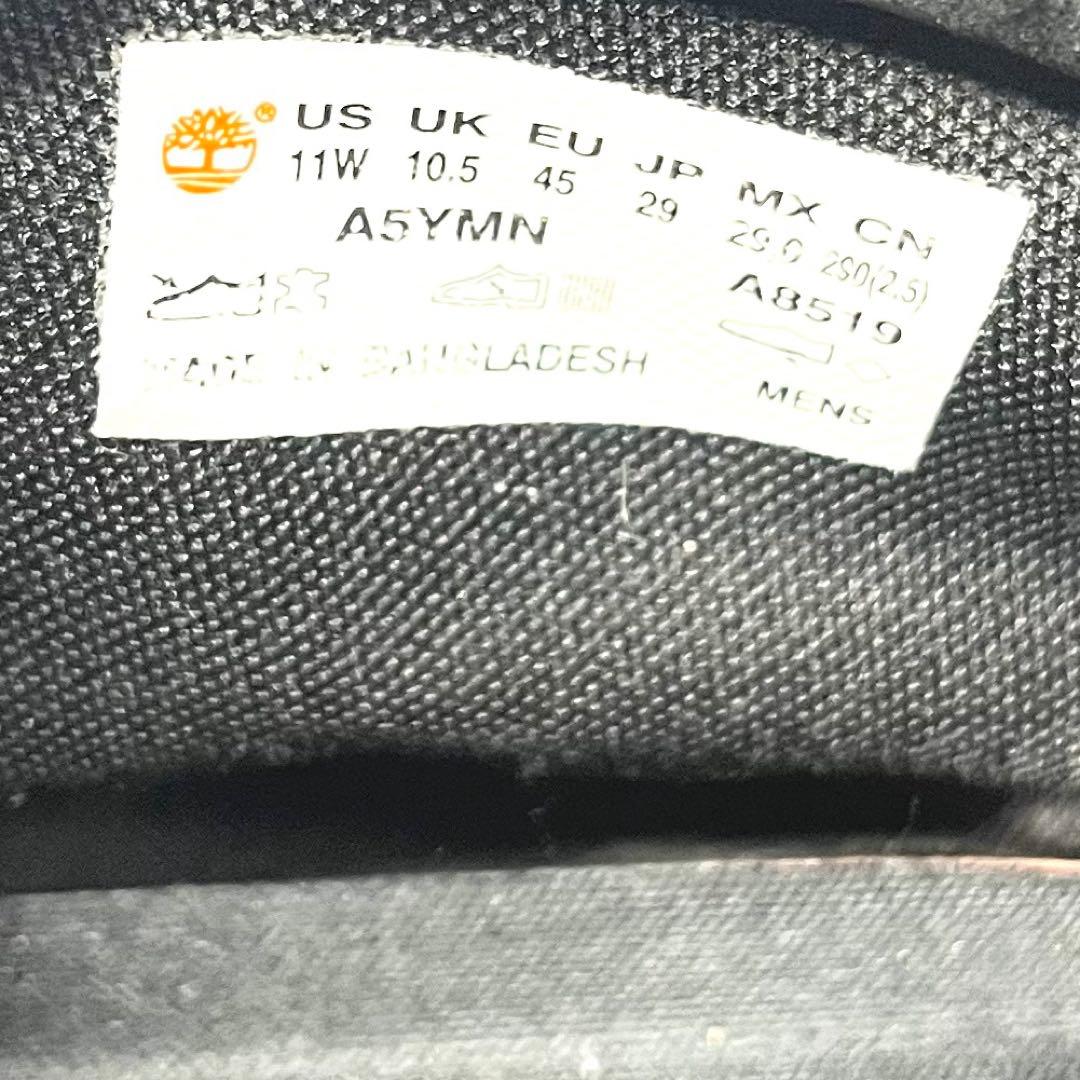 ® US UK EU JP MX CN
11W 10.5 45 29 29.0 290(2.5)
A5YMN A8519
MADE IN BANGLADESH
MENS